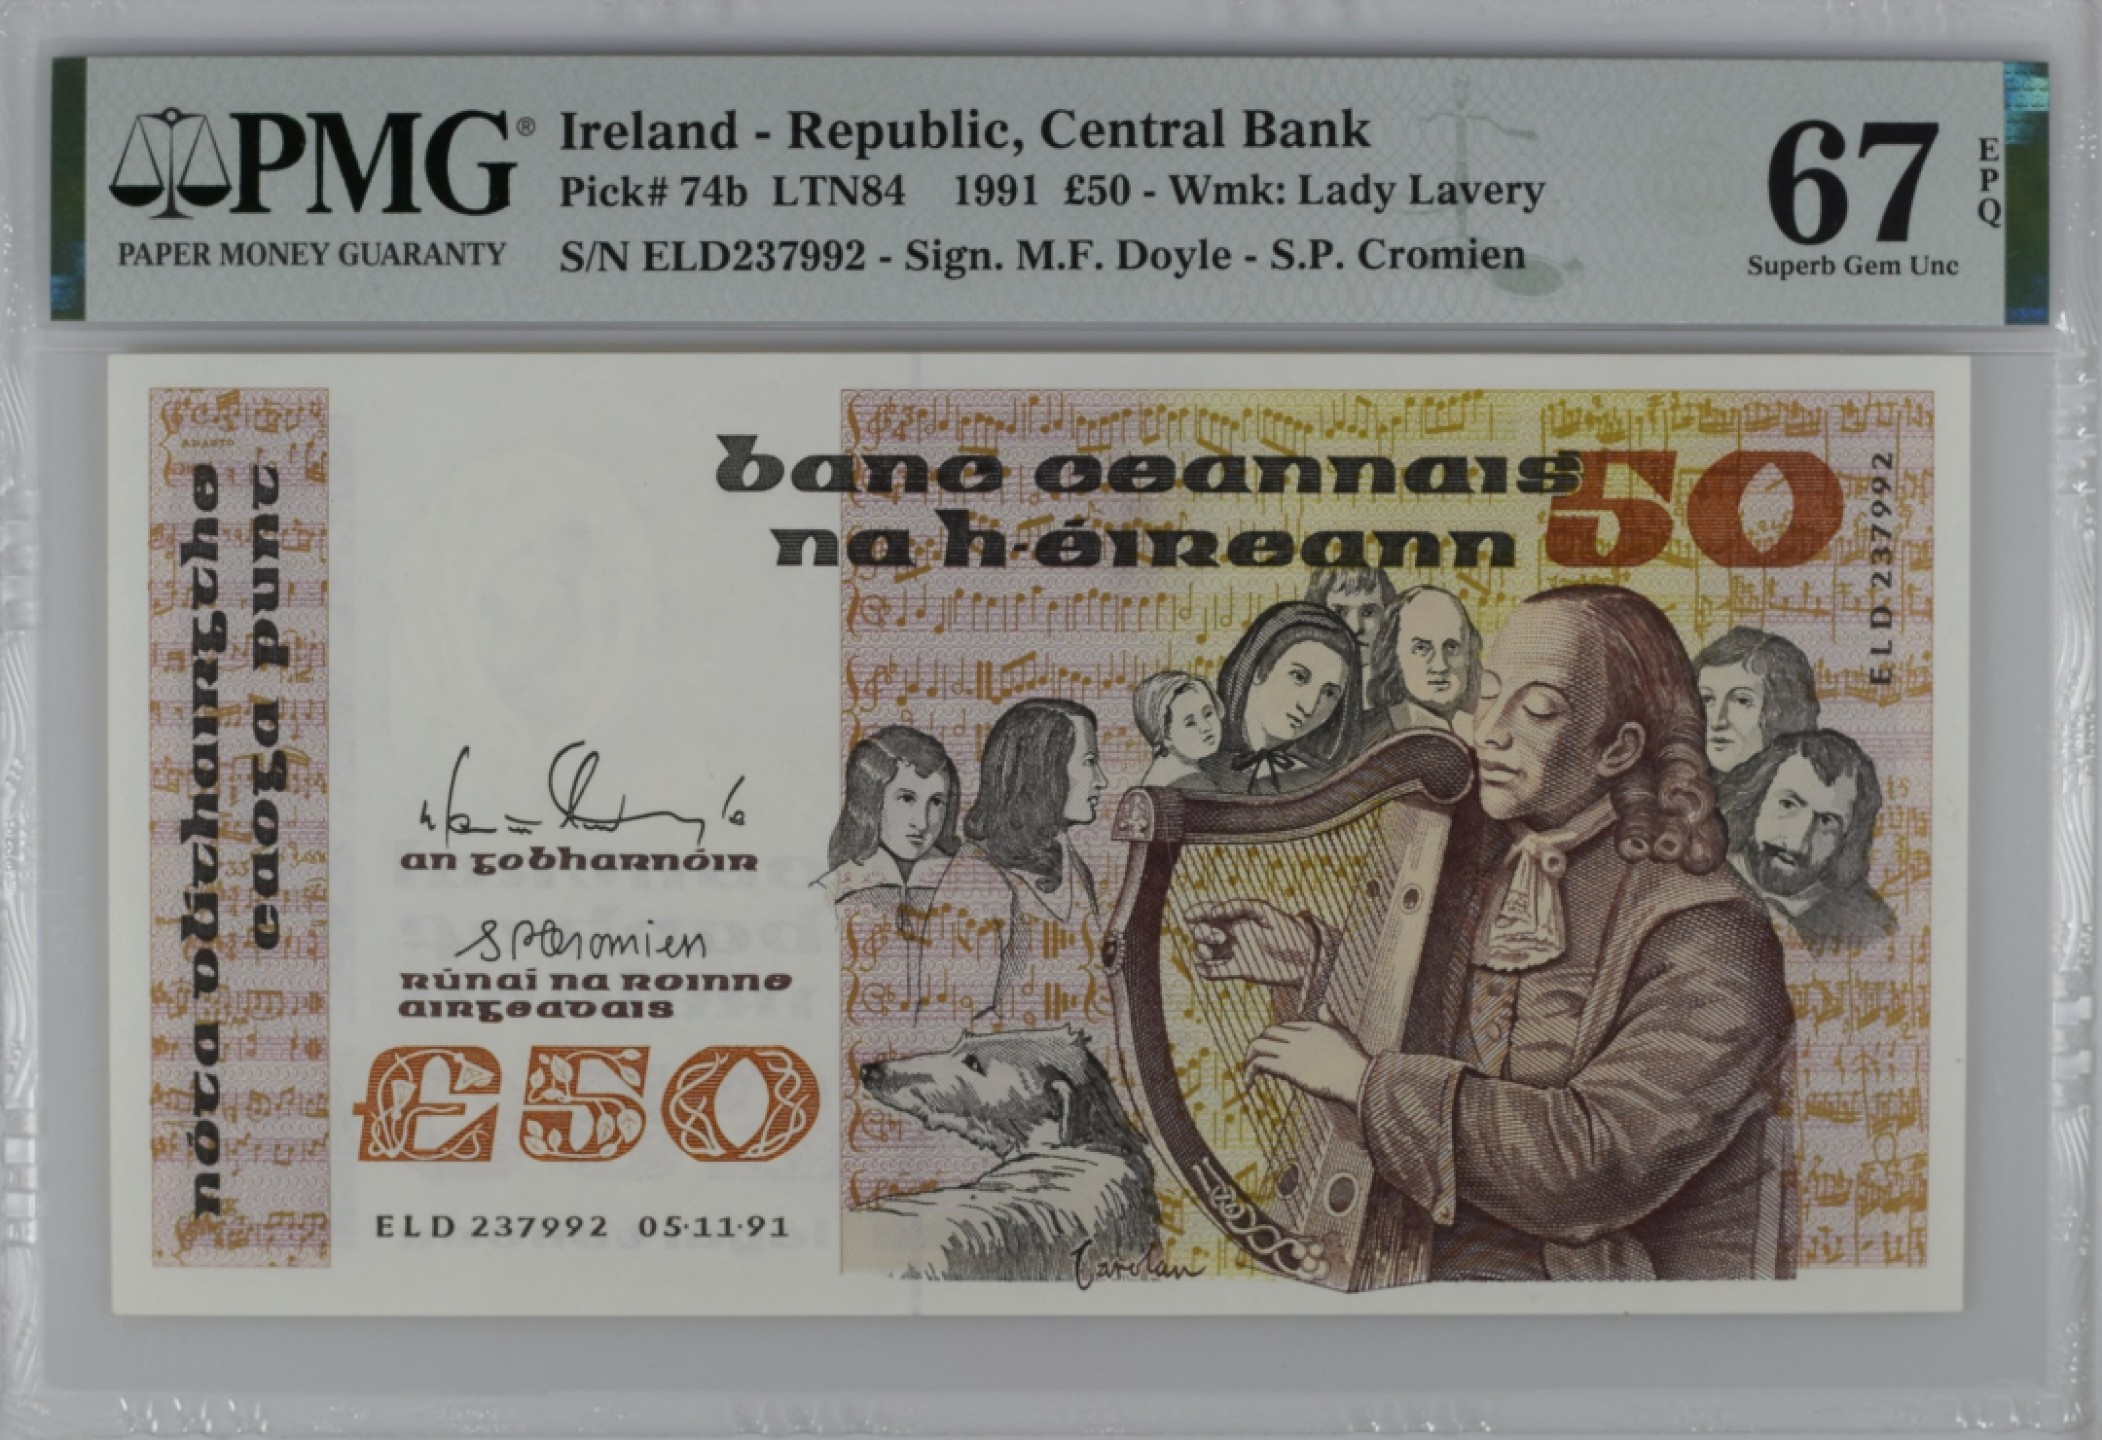 PMG®
PAPER MONEY GUARANTY
Ireland - Republic, Central Bank
Pick# 74b LTN84 1991 £50 - Wmk: Lady Lavery
S/N ELD237992 - Sign. M.F. Doyle - S.P. Cromien
67
EPQ
Superb Gem Unc
banc ceannais
na h-éireann
50
ELD 237992
nóta dlíthairgthe
caoga punt
an gobharnóir
S P Cromien
rúnaí na roinne
airgeadais
£50
ELD 237992 05·11·91
Carolan